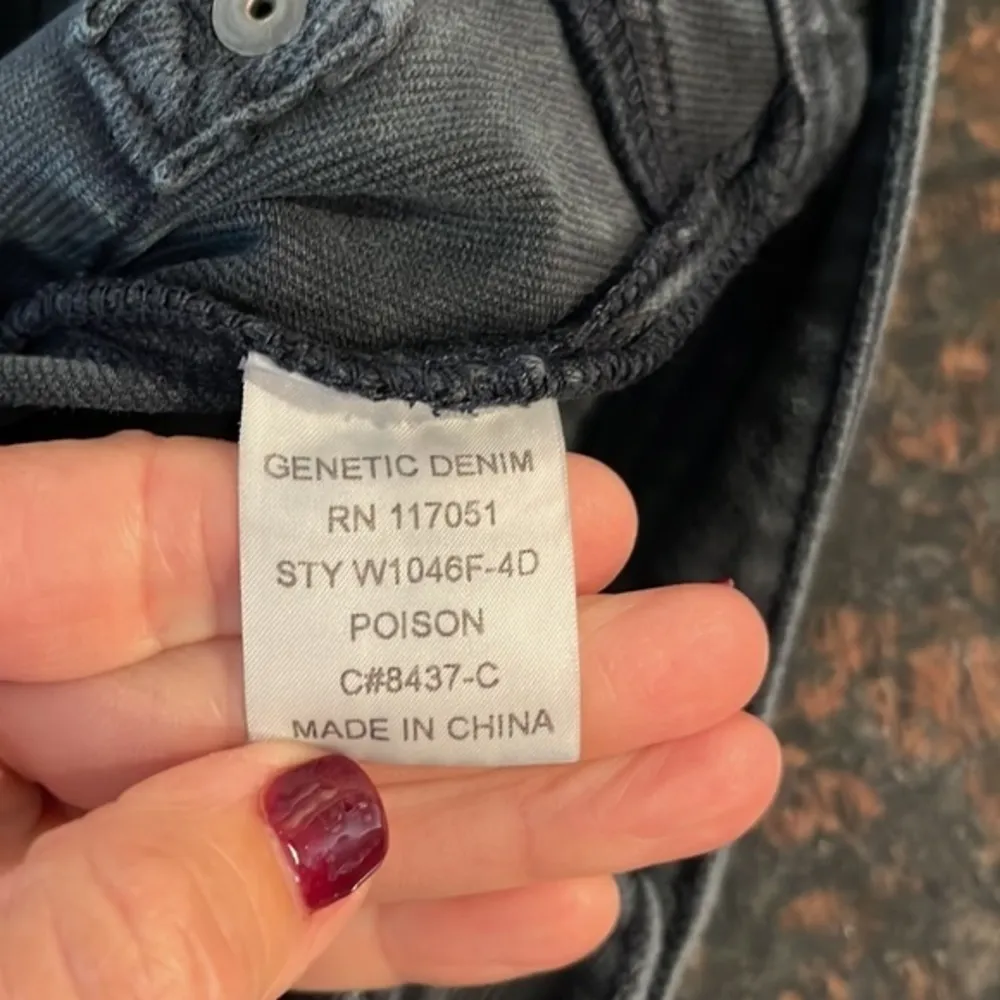 GENETIC DENIM
RN 117051
STY W1046F-4D
POISON
C#8437-C
MADE IN CHINA